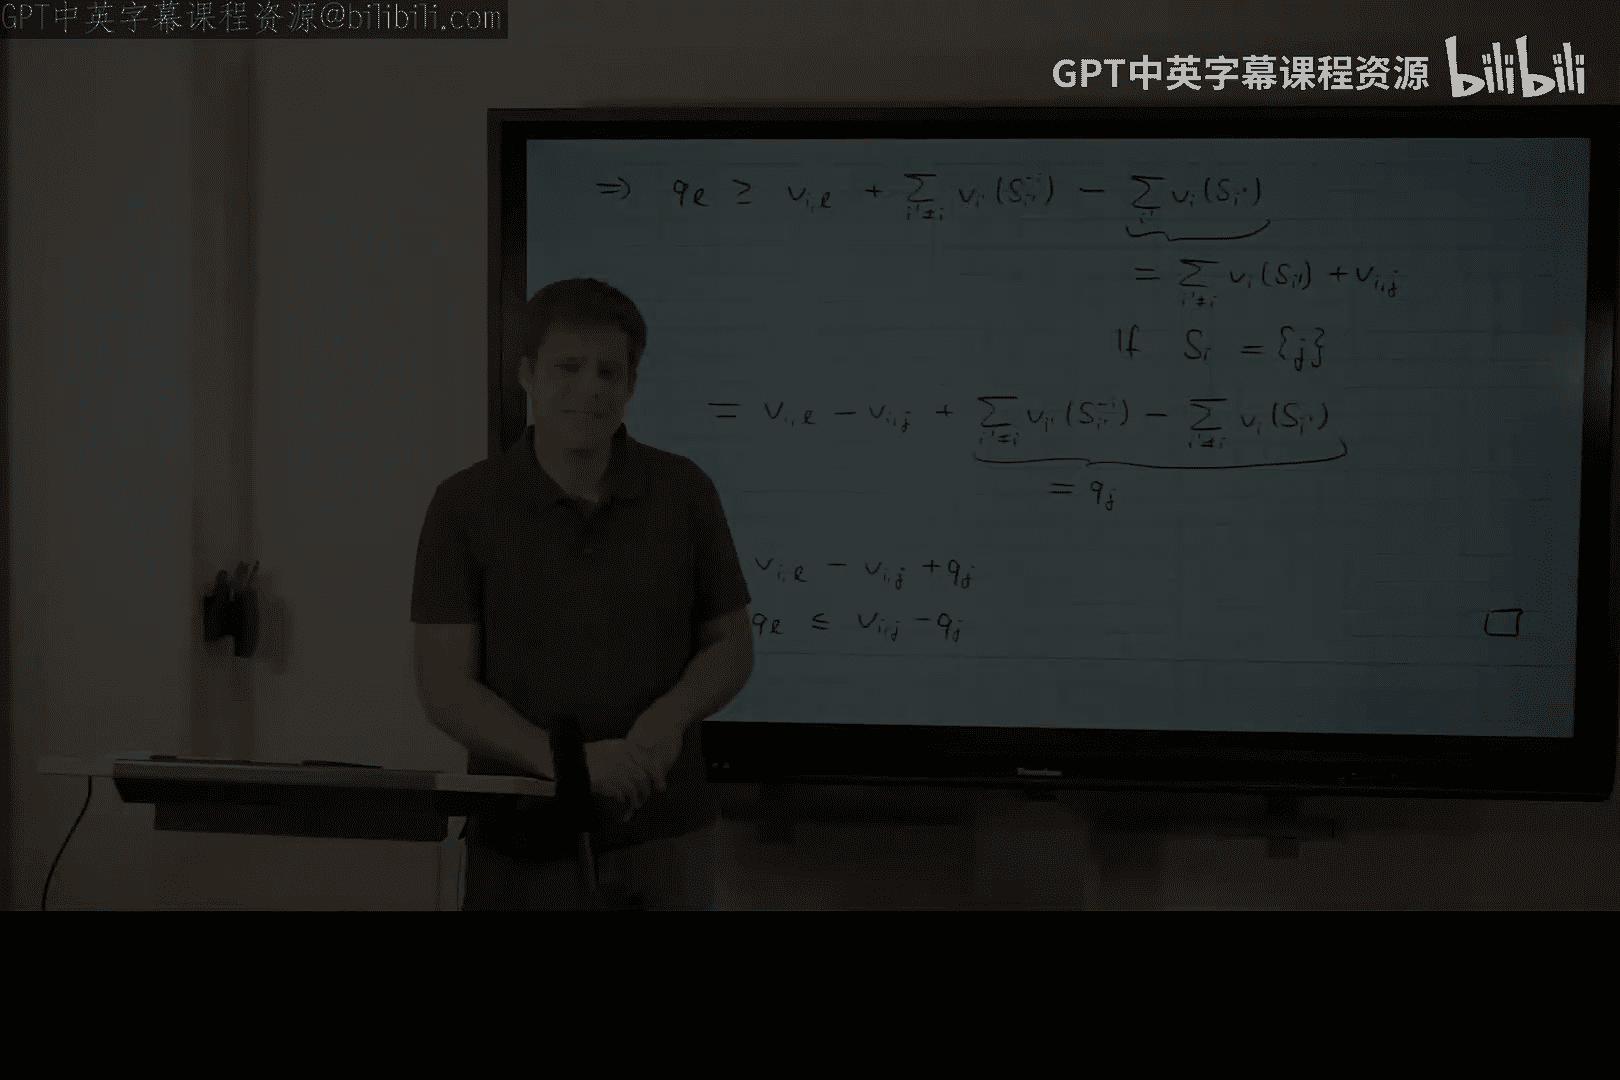 GPT中英字幕课程资源@bilibili.com
GPT中英字幕课程资源 bilibili
⇒ q_ℓ ≥ v_{i,ℓ} + Σ_{i'≠i} v_{i'}(S_{i'}^{-i}) − Σ_{i'} v_{i'}(S_{i'})
= Σ_{i'≠i} v_{i'}(S_{i'}) + v_{i,j}
If S_i = {j}
= v_{i,ℓ} − v_{i,j} + Σ_{i'≠i} v_{i'}(S_{i'}^{-i}) − Σ_{i'≠i} v_{i'}(S_{i'})
= q_j
v_{i,ℓ} − v_{i,j} + q_j
q_ℓ ≤ v_{i,j} − q_j □